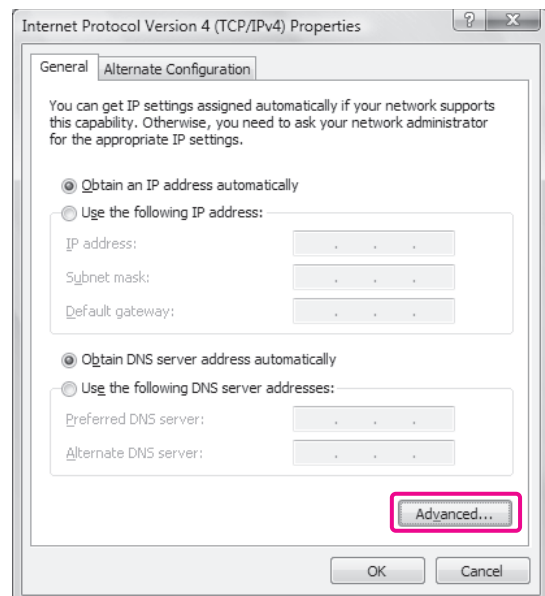 Internet Protocol Version 4 (TCP/IPv4) Properties
General
Alternate Configuration
You can get IP settings assigned automatically if your network supports
this capability. Otherwise, you need to ask your network administrator
for the appropriate IP settings.
Obtain an IP address automatically
Use the following IP address:
IP address:
Subnet mask:
Default gateway:
Obtain DNS server address automatically
Use the following DNS server addresses:
Preferred DNS server:
Alternate DNS server:
Advanced...
OK
Cancel